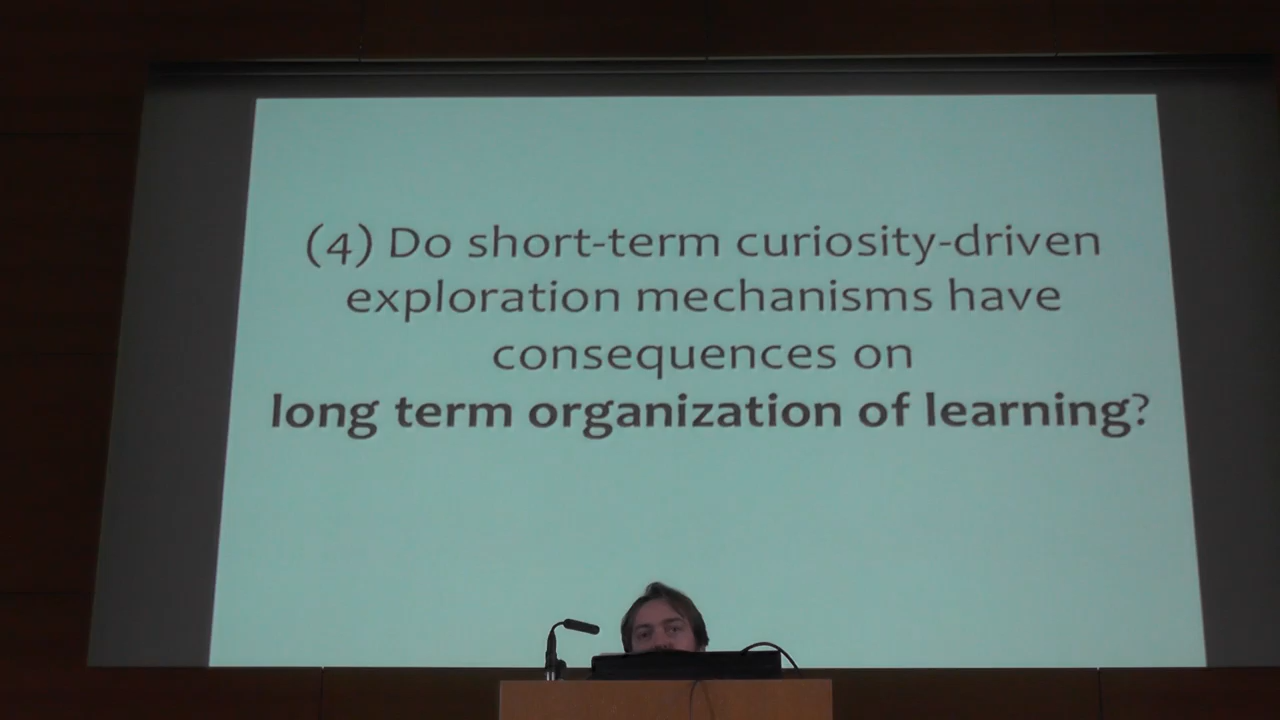 (4) Do short-term curiosity-driven
exploration mechanisms have
consequences on
long term organization of learning?